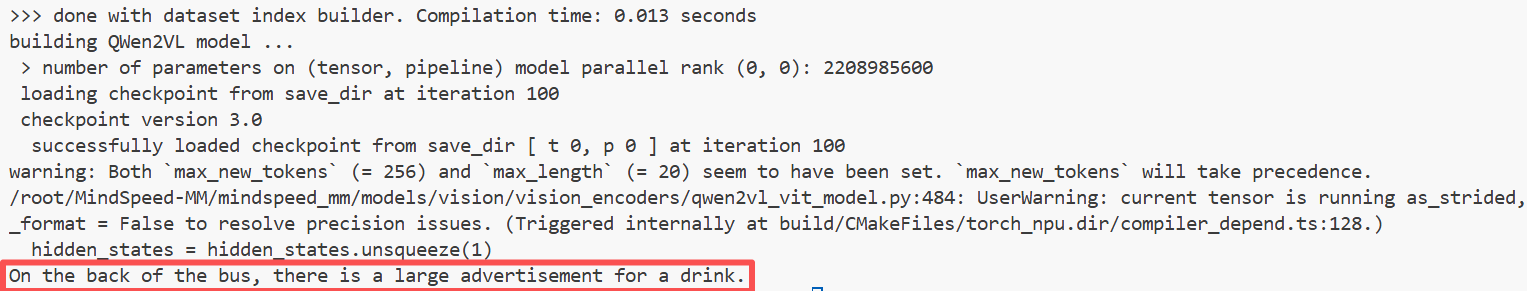 >>> done with dataset index builder. Compilation time: 0.013 seconds
building QWen2VL model ...
 > number of parameters on (tensor, pipeline) model parallel rank (0, 0): 2208985600
 loading checkpoint from save_dir at iteration 100
 checkpoint version 3.0
  successfully loaded checkpoint from save_dir [ t 0, p 0 ] at iteration 100
warning: Both `max_new_tokens` (= 256) and `max_length` (= 20) seem to have been set. `max_new_tokens` will take precedence.
/root/MindSpeed-MM/mindspeed_mm/models/vision/vision_encoders/qwen2vl_vit_model.py:484: UserWarning: current tensor is running as_strided,
_format = False to resolve precision issues. (Triggered internally at build/CMakeFiles/torch_npu.dir/compiler_depend.ts:128.)
  hidden_states = hidden_states.unsqueeze(1)
On the back of the bus, there is a large advertisement for a drink.